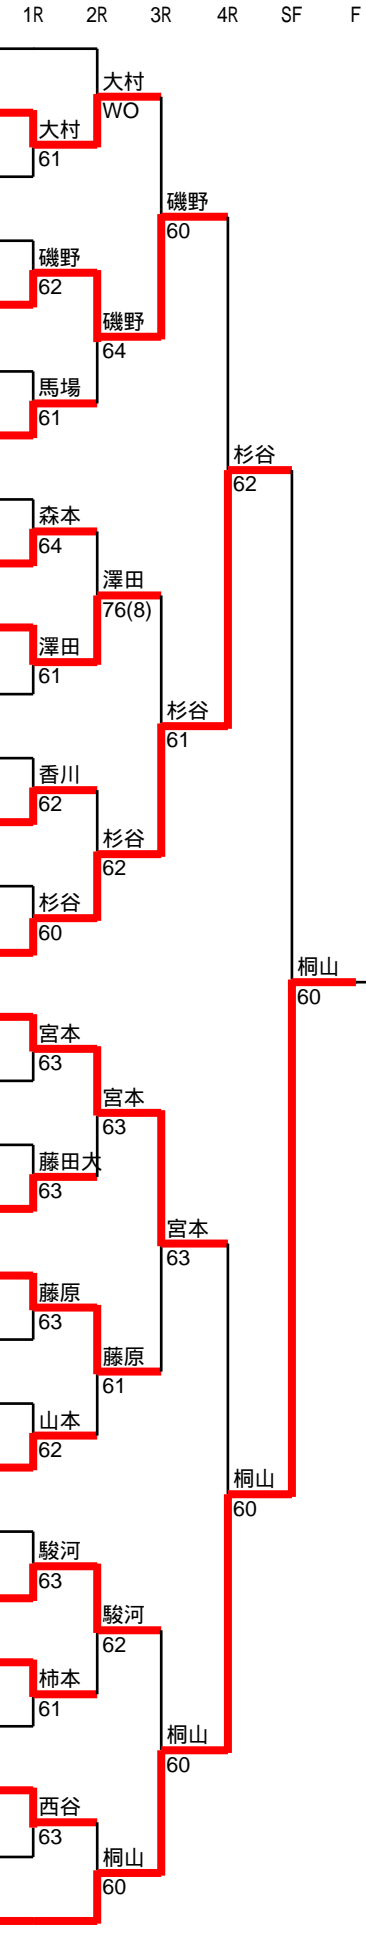 1R 2R 3R 4R SF F
大村
WO
大村
61
磯野
60
磯野
62
磯野
64
馬場
61
杉谷
62
森本
64
澤田
76(8)
澤田
61
杉谷
61
香川
62
杉谷
62
杉谷
60
桐山
60
宮本
63
宮本
63
藤田大
63
宮本
63
藤原
63
藤原
61
山本
62
桐山
60
駿河
63
駿河
62
柿本
61
桐山
60
西谷
63
桐山
60